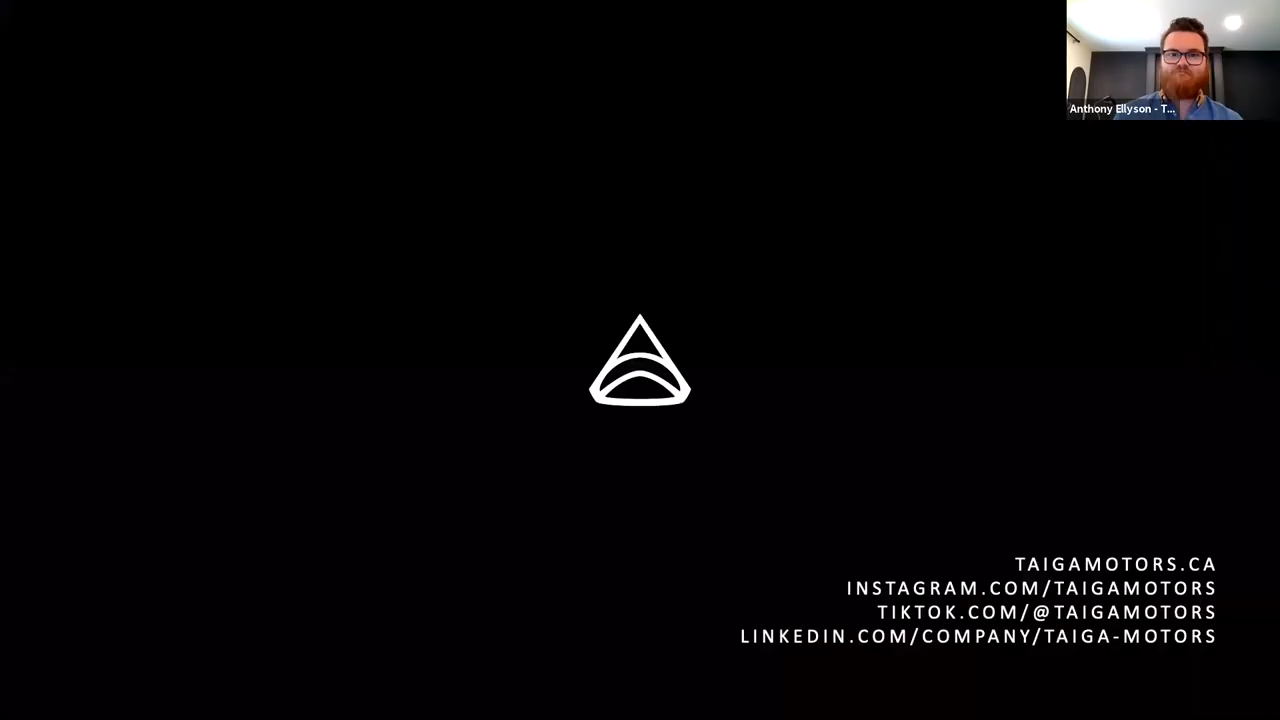 Anthony Ellyson - T...
TAIGAMOTORS.CA
INSTAGRAM.COM/TAIGAMOTORS
TIKTOK.COM/@TAIGAMOTORS
LINKEDIN.COM/COMPANY/TAIGA-MOTORS